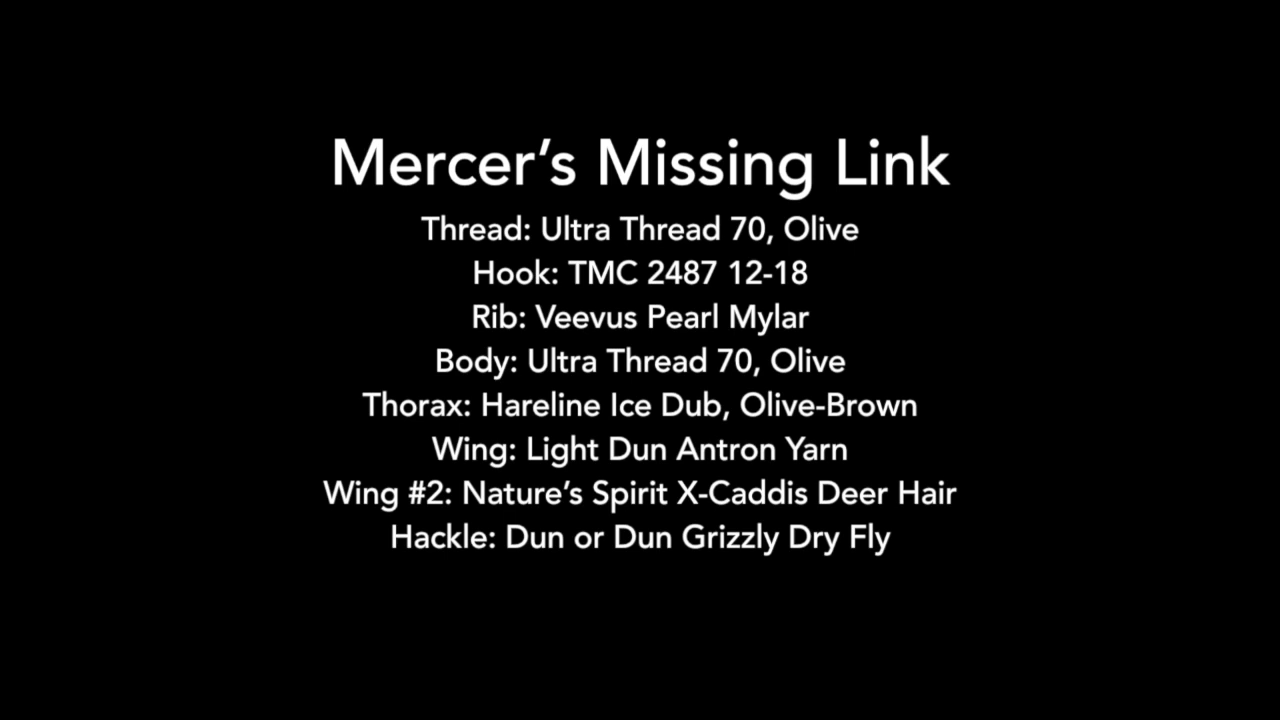 Mercer’s Missing Link
Thread: Ultra Thread 70, Olive
Hook: TMC 2487 12-18
Rib: Veevus Pearl Mylar
Body: Ultra Thread 70, Olive
Thorax: Hareline Ice Dub, Olive-Brown
Wing: Light Dun Antron Yarn
Wing #2: Nature’s Spirit X-Caddis Deer Hair
Hackle: Dun or Dun Grizzly Dry Fly